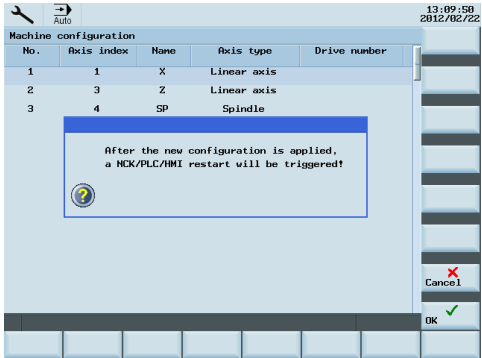 13:09:50
Auto
2012/02/22
Machine configuration
No. Axis index Name Axis type Drive number
1 1 X Linear axis
2 3 Z Linear axis
3 4 SP Spindle
After the new configuration is applied,
a NCK/PLC/HMI restart will be triggered!
Cancel
OK